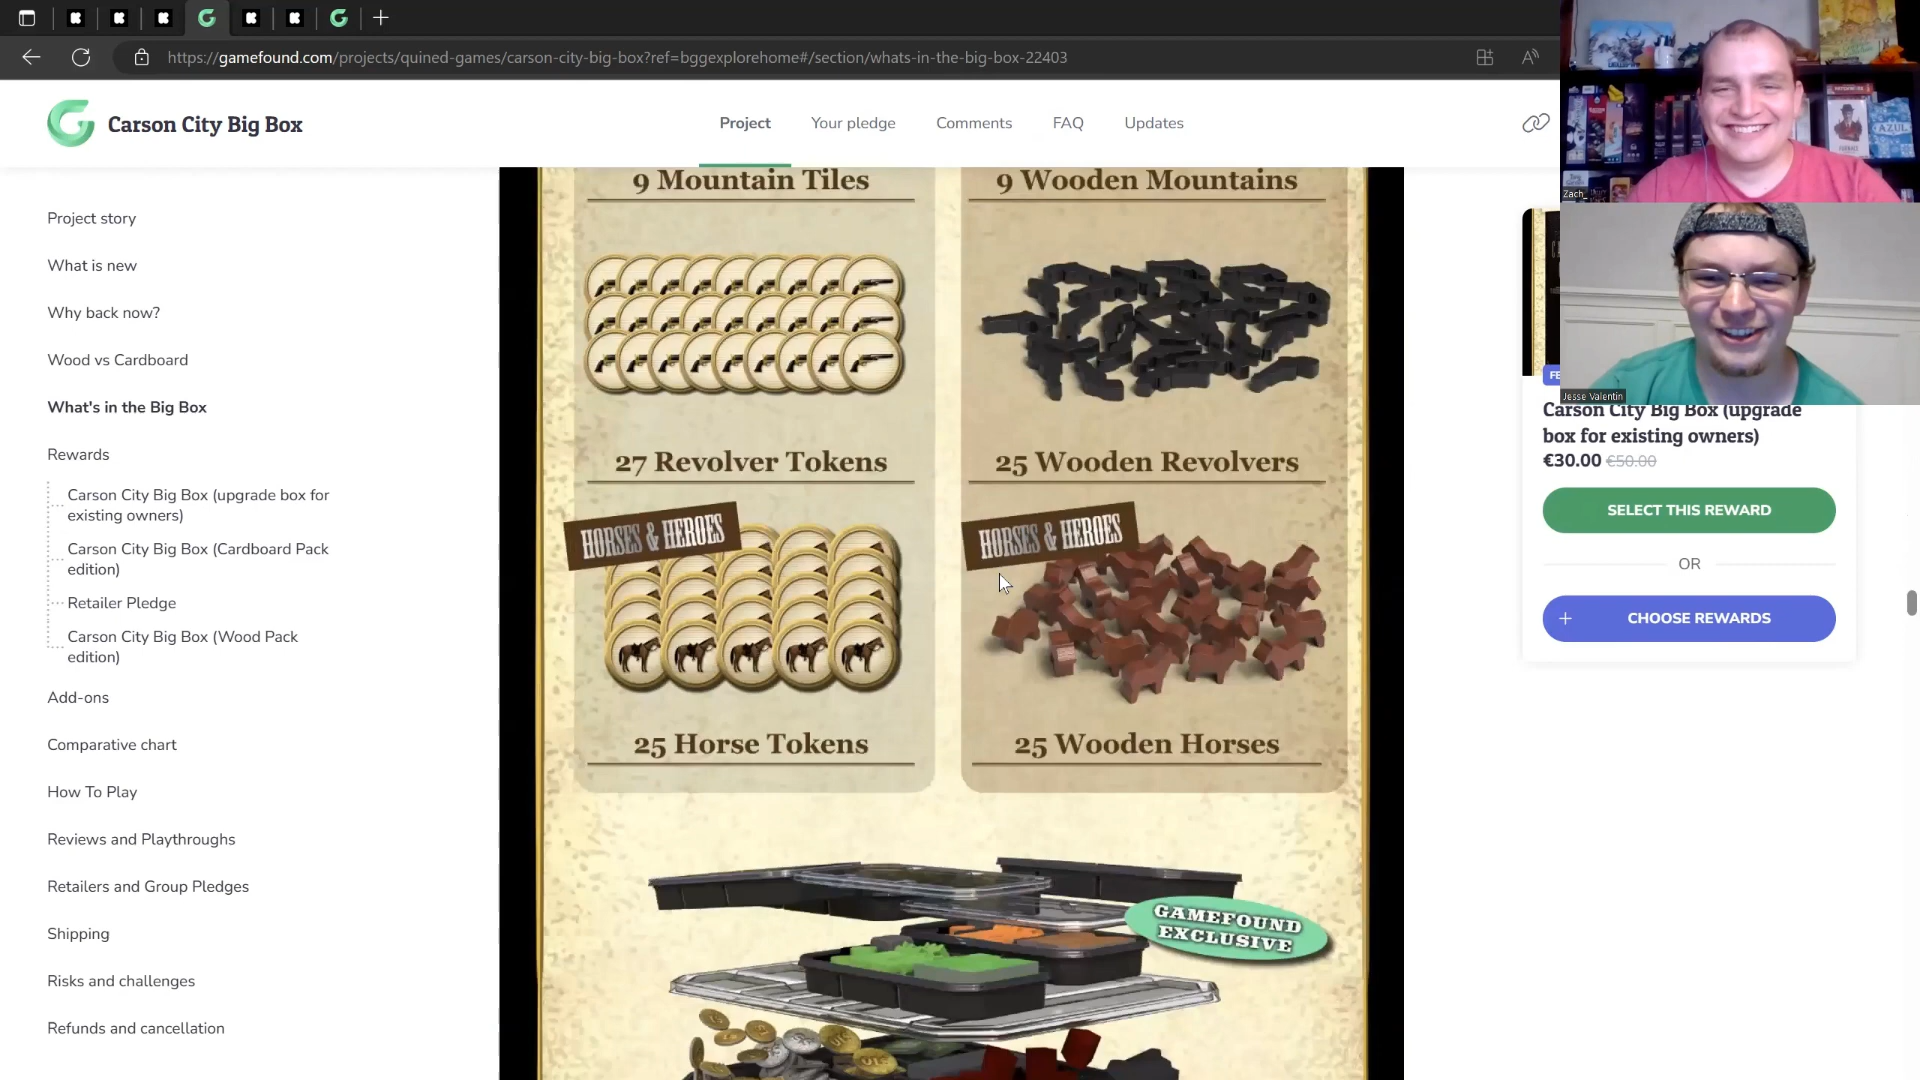 https://gamefound.com/projects/quined-games/carson-city-big-box?ref=bggexplorehome#/section/whats-in-the-big-box-22403
Carson City Big Box
Project
Your pledge
Comments
FAQ
Updates
Project story
What is new
Why back now?
Wood vs Cardboard
What's in the Big Box
Rewards
Carson City Big Box (upgrade box for
existing owners)
Carson City Big Box (Cardboard Pack
edition)
Retailer Pledge
Carson City Big Box (Wood Pack
edition)
Add-ons
Comparative chart
How To Play
Reviews and Playthroughs
Retailers and Group Pledges
Shipping
Risks and challenges
Refunds and cancellation
9 Mountain Tiles
9 Wooden Mountains
27 Revolver Tokens
25 Wooden Revolvers
HORSES & HEROES
HORSES & HEROES
25 Horse Tokens
25 Wooden Horses
GAMEFOUND
EXCLUSIVE
Zach_
AZUL
Jesse Valentin
FE
Carson City Big Box (upgrade
box for existing owners)
€30.00 €50.00
SELECT THIS REWARD
OR
+ CHOOSE REWARDS